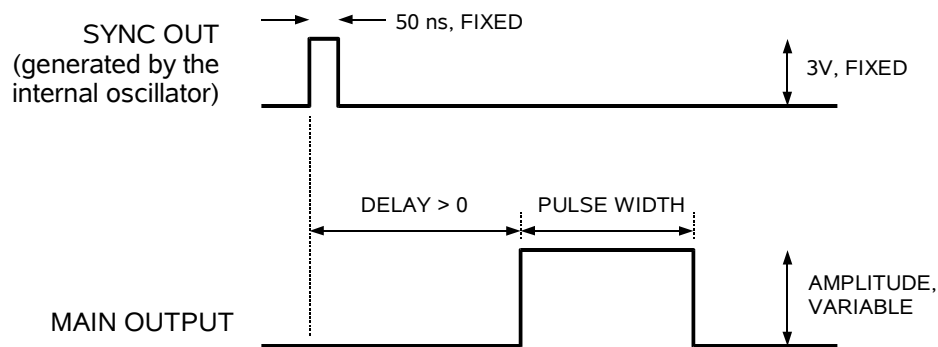 50 ns, FIXED
SYNC OUT
(generated by the
internal oscillator)
3V, FIXED
DELAY > 0
PULSE WIDTH
AMPLITUDE,
VARIABLE
MAIN OUTPUT